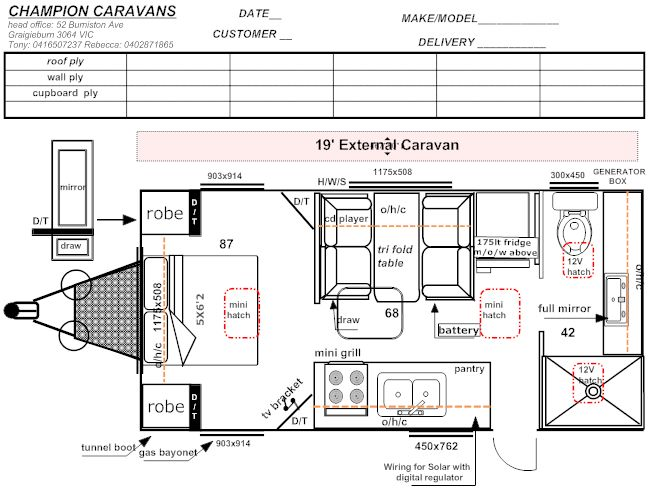 CHAMPION CARAVANS
head office: 52 Burniston Ave
Graigieburn 3064 VIC
Tony: 0416507237 Rebecca: 0402871865
DATE__
CUSTOMER __
MAKE/MODEL____________
DELIVERY ___________
roof ply
wall ply
cupboard ply
19' External Caravan
903x914
H/W/S
1175x508
300x450
GENERATOR
BOX
mirror
D/T
draw
robe
D/T
D/T
cd player
o/h/c
tri fold
table
175lt fridge
m/o/w above
12V
hatch
o/h/c
87
5X6'2
1175x508
o/h/c
mini
hatch
draw
68
battery
mini
hatch
full mirror
42
robe
D/T
tv bracket
D/T
mini grill
o/h/c
pantry
12V
hatch
tunnel boot
gas bayonet
903x914
450x762
Wiring for Solar with
digital regulator